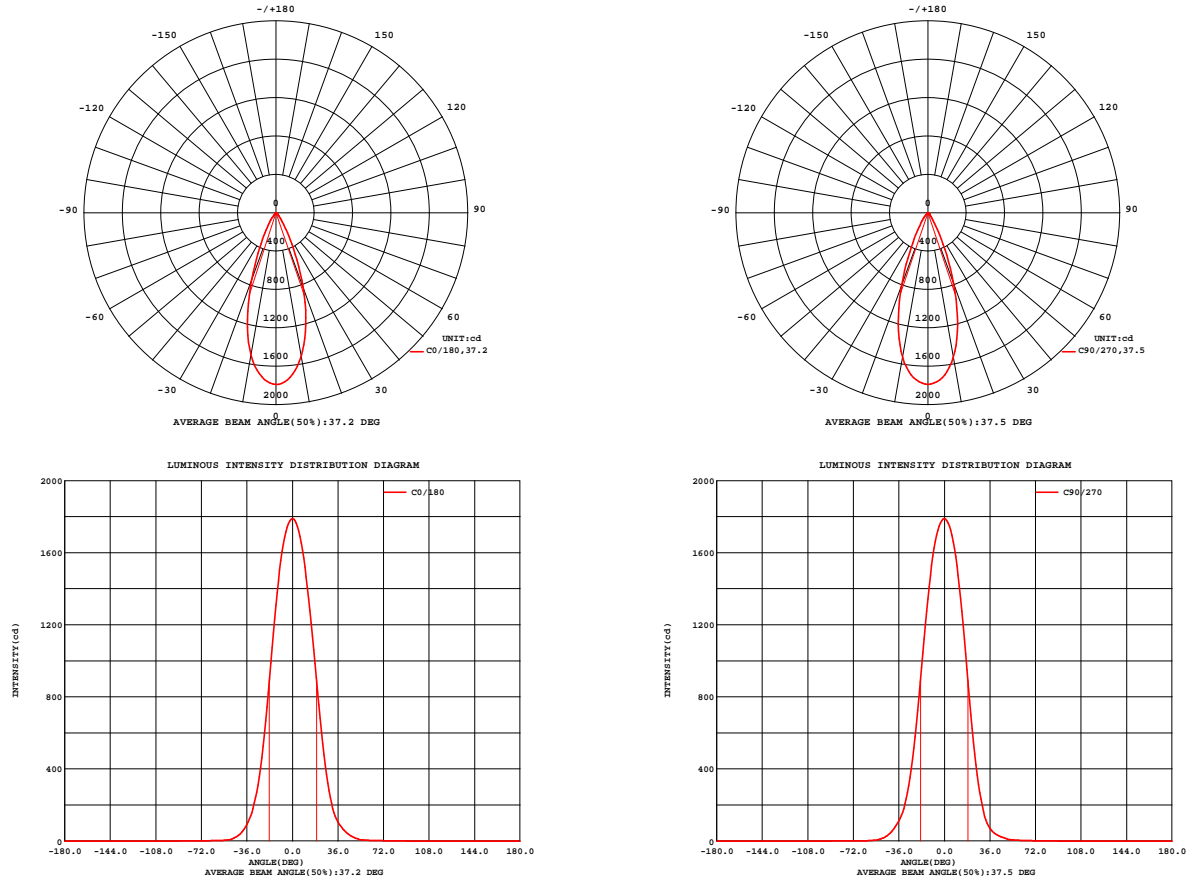 -/+180
-150
150
-120
120
-90
90
-60
60
-30
30
0
0
400
800
1200
1600
2000
UNIT:cd
C0/180,37.2
AVERAGE BEAM ANGLE(50%):37.2 DEG
-/+180
-150
150
-120
120
-90
90
-60
60
-30
30
0
0
400
800
1200
1600
2000
UNIT:cd
C90/270,37.5
AVERAGE BEAM ANGLE(50%):37.5 DEG
LUMINOUS INTENSITY DISTRIBUTION DIAGRAM
C0/180
INTENSITY(cd)
2000
1600
1200
800
400
0
-180.0 -144.0 -108.0 -72.0 -36.0 0.0 36.0 72.0 108.0 144.0 180.0
ANGLE(DEG)
AVERAGE BEAM ANGLE(50%):37.2 DEG
LUMINOUS INTENSITY DISTRIBUTION DIAGRAM
C90/270
INTENSITY(cd)
2000
1600
1200
800
400
0
-180.0 -144.0 -108.0 -72.0 -36.0 0.0 36.0 72.0 108.0 144.0 180.0
ANGLE(DEG)
AVERAGE BEAM ANGLE(50%):37.5 DEG